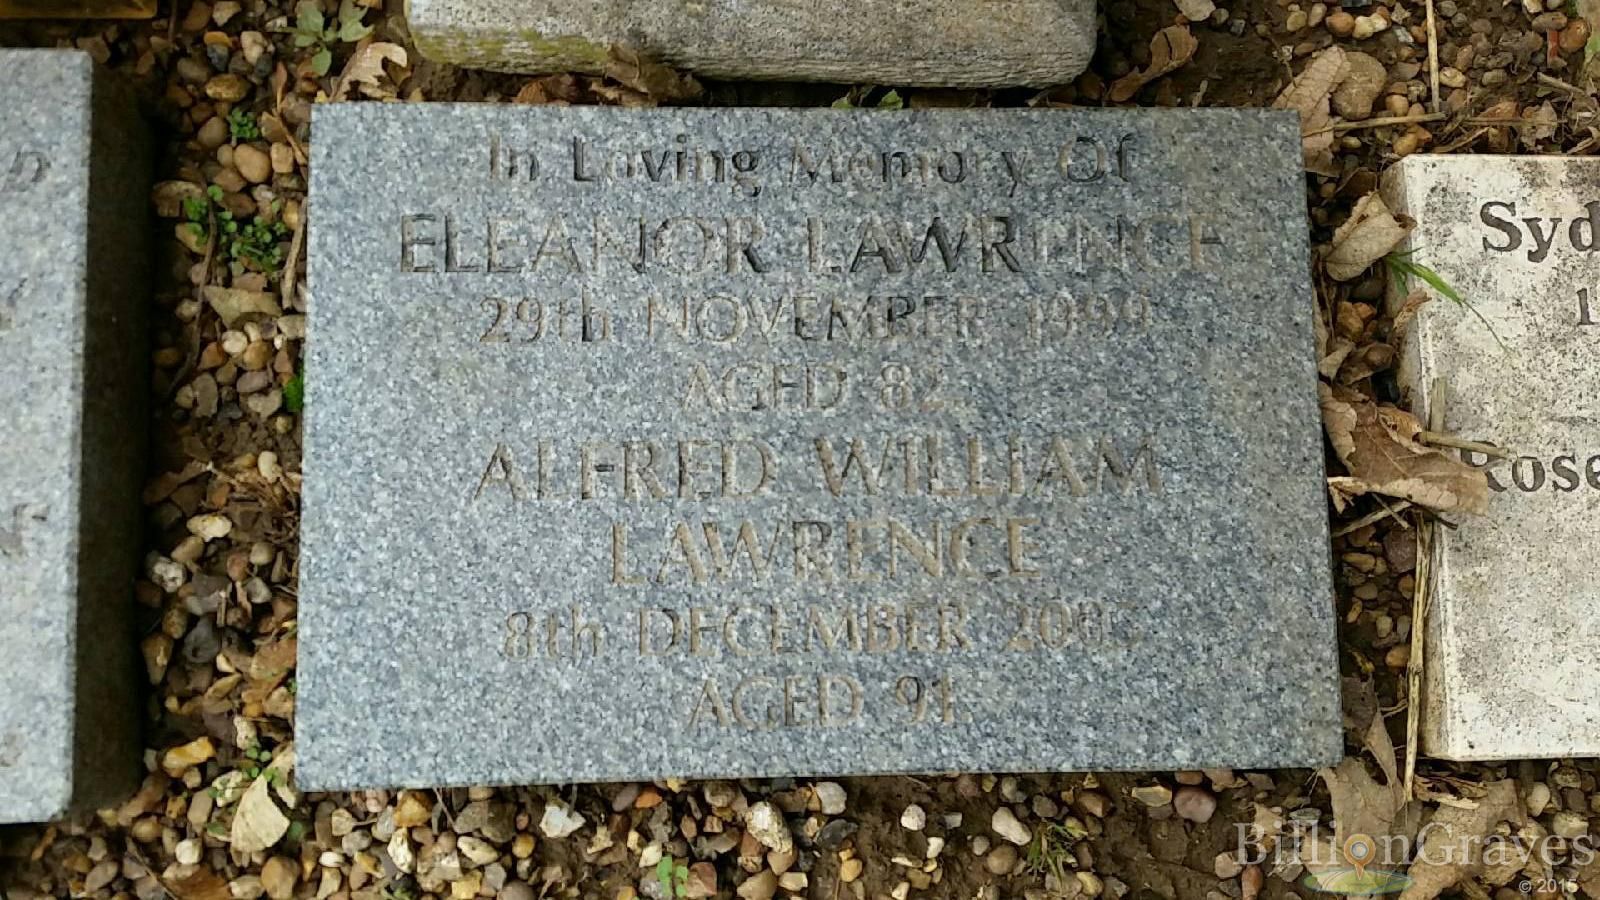 In Loving Memory Of
ELEANOR LAWRENCE
29th NOVEMBER 1999
AGED 82
ALFRED WILLIAM
LAWRENCE
8th DECEMBER
AGED 91
Syd
Rose
BillionGraves
© 2015